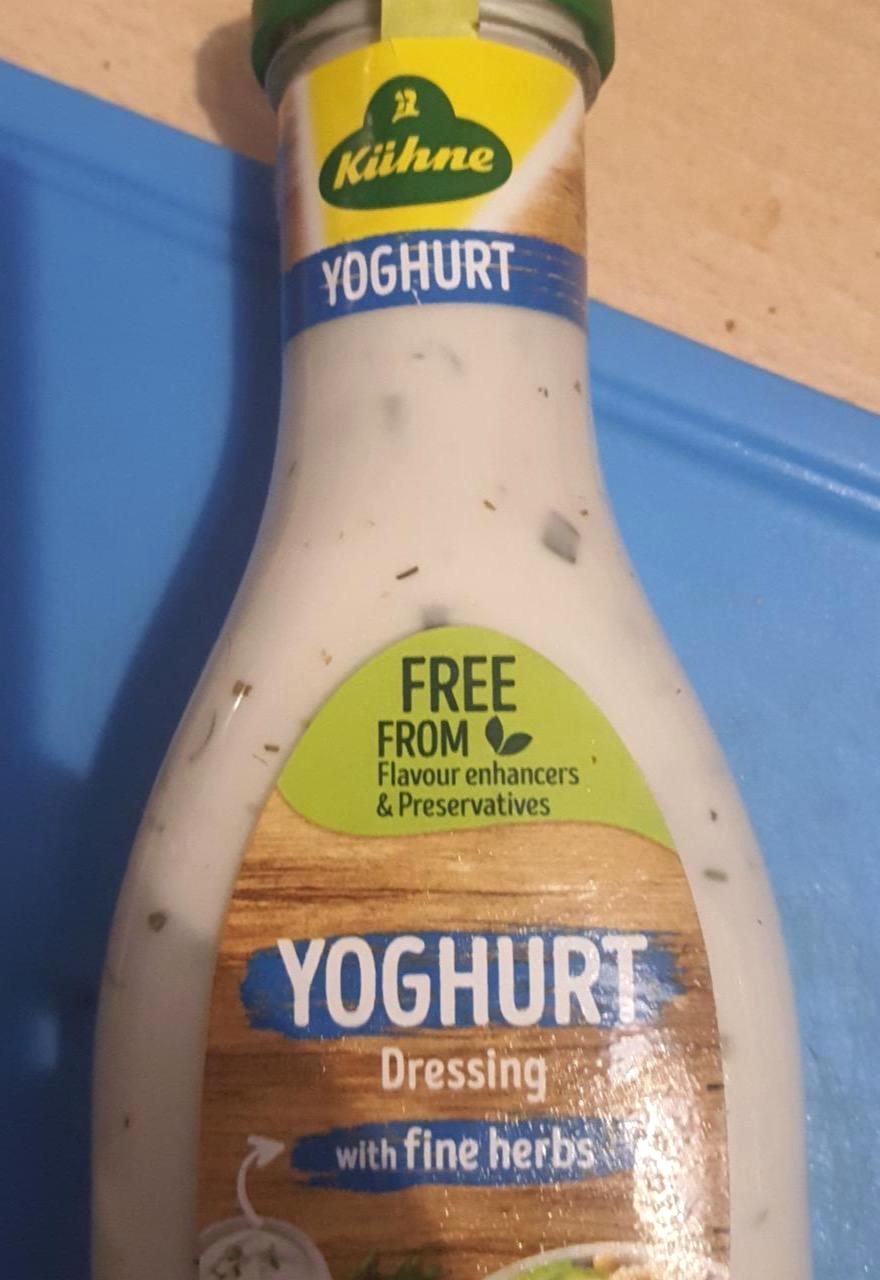 Kühne
YOGHURT
FREE
FROM
Flavour enhancers
& Preservatives
YOGHURT
Dressing
with fine herbs